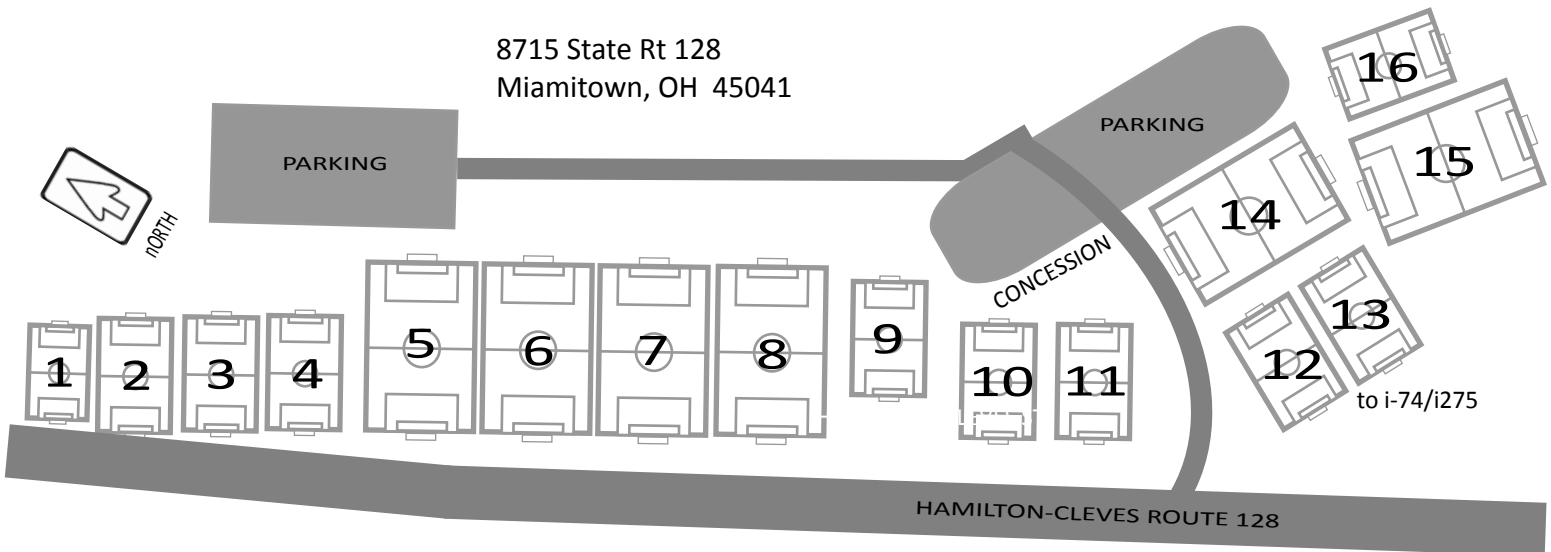 8715 State Rt 128
Miamitown, OH 45041
PARKING
PARKING
nORTH
CONCESSION
1
2
3
4
5
6
7
8
9
10
11
12
13
14
15
16
to i-74/i275
HAMILTON-CLEVES ROUTE 128